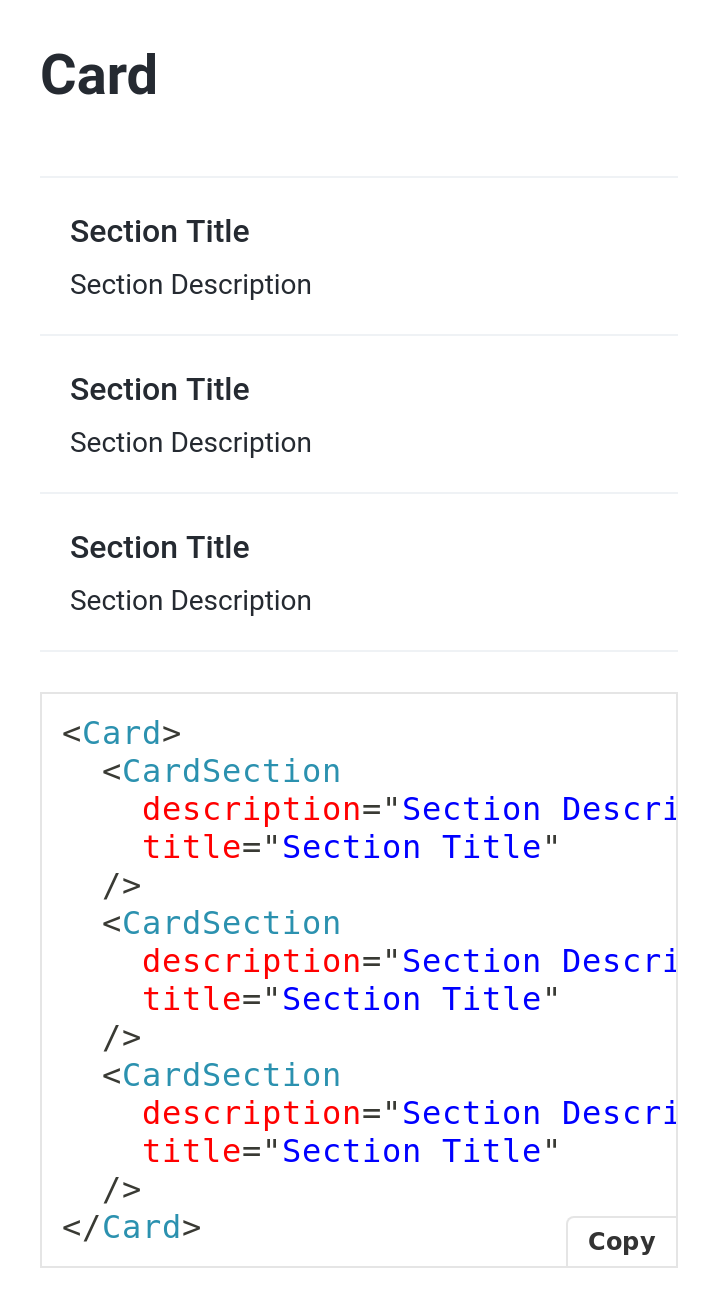 Card
Section Title
Section Description
Section Title
Section Description
Section Title
Section Description
<Card>
  <CardSection
    description="Section Descri
    title="Section Title"
  />
  <CardSection
    description="Section Descri
    title="Section Title"
  />
  <CardSection
    description="Section Descri
    title="Section Title"
  />
</Card>
Copy